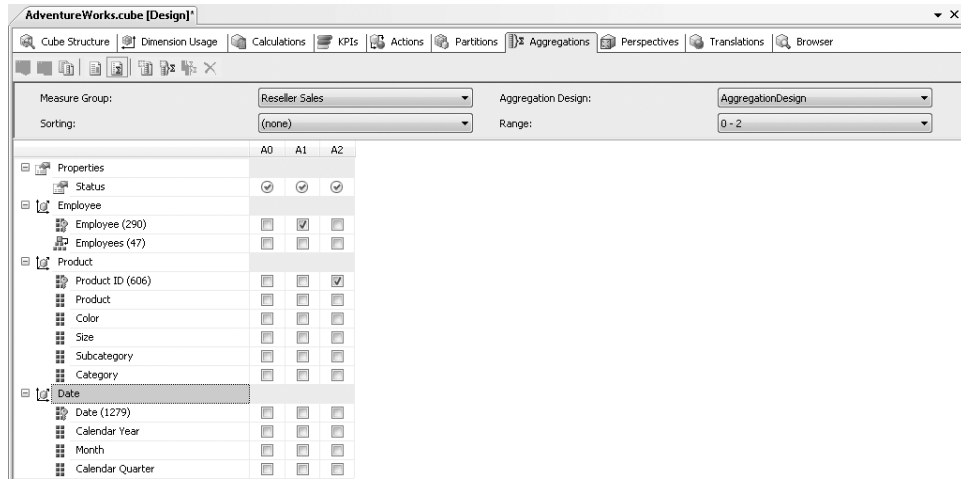 AdventureWorks.cube [Design]*
Cube Structure Dimension Usage Calculations KPIs Actions Partitions Aggregations Perspectives Translations Browser
Measure Group: Reseller Sales Aggregation Design: AggregationDesign
Sorting: (none) Range: 0 - 2
A0 A1 A2
Properties
Status
Employee
Employee (290)
Employees (47)
Product
Product ID (606)
Product
Color
Size
Subcategory
Category
Date
Date (1279)
Calendar Year
Month
Calendar Quarter